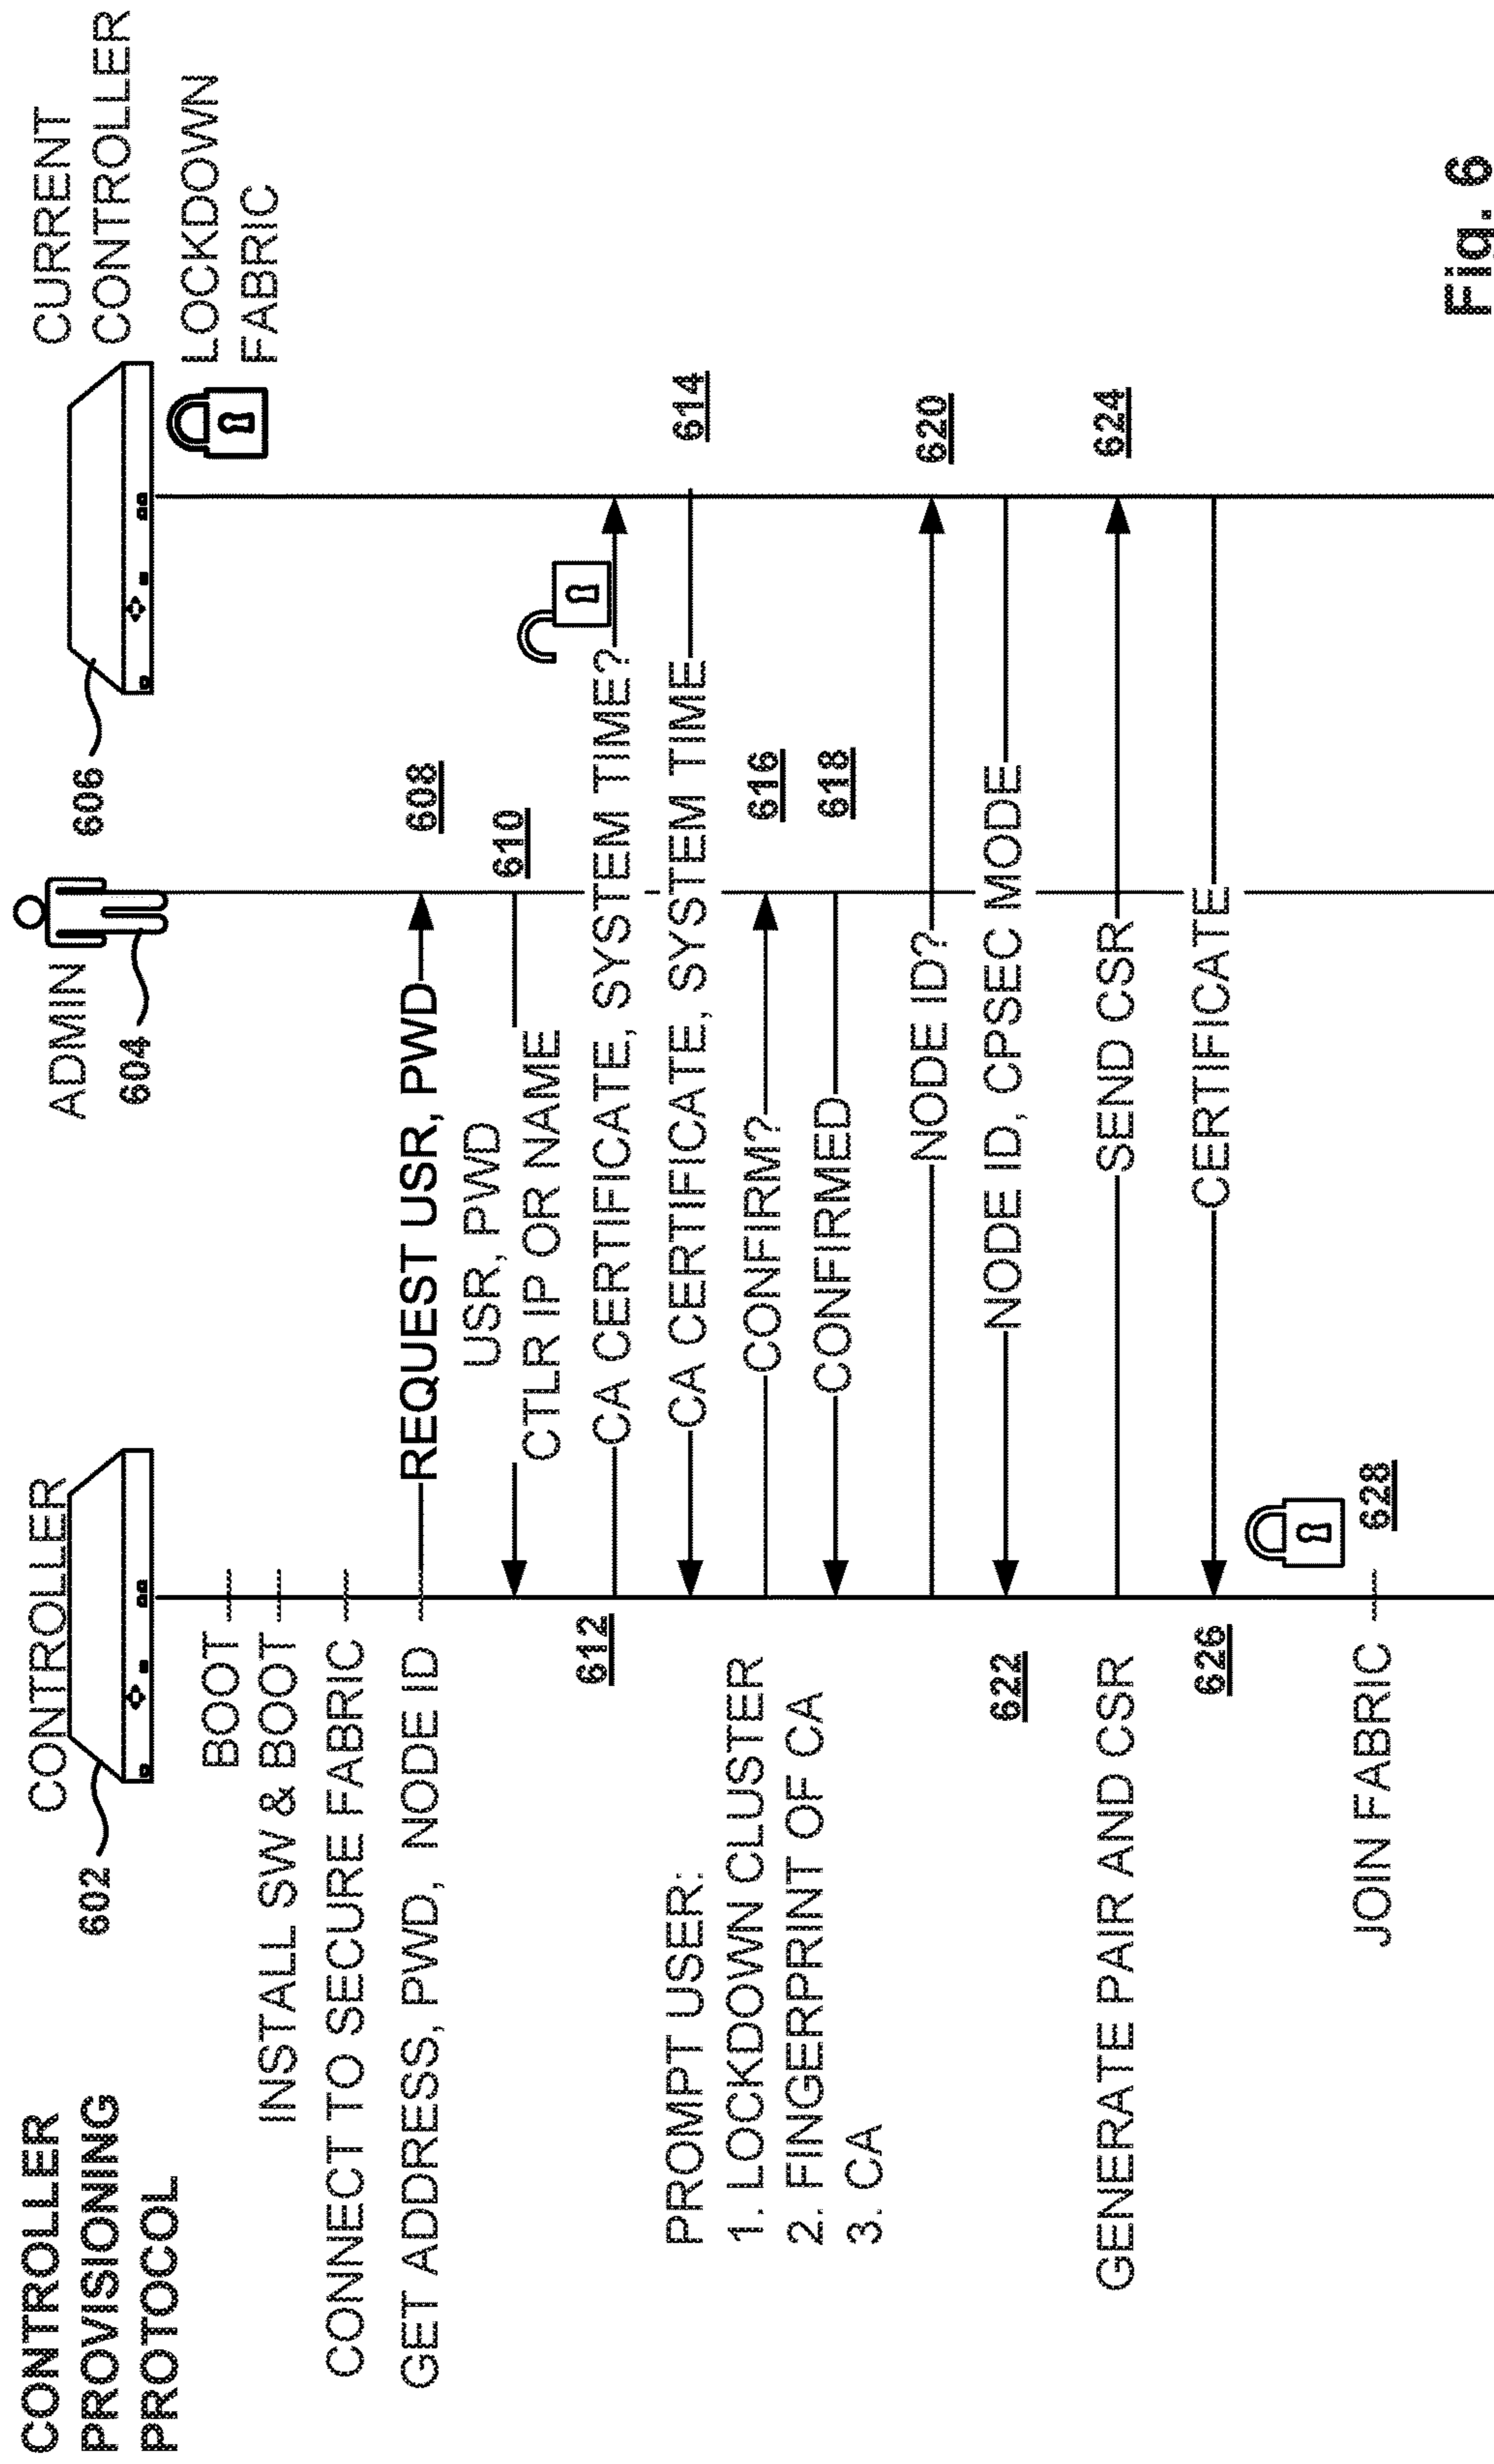 CONTROLLER
PROVISIONING
PROTOCOL
CONTROLLER
602
ADMIN
604
606
CURRENT
CONTROLLER
LOCKDOWN
FABRIC
BOOT
INSTALL SW & BOOT
CONNECT TO SECURE FABRIC
GET ADDRESS, PWD, NODE ID
REQUEST USR, PWD
608
USR, PWD
CTLR IP OR NAME
610
612
CA CERTIFICATE, SYSTEM TIME?
CA CERTIFICATE, SYSTEM TIME
614
PROMPT USER:
1. LOCKDOWN CLUSTER
2. FINGERPRINT OF CA
3. CA
CONFIRM?
616
CONFIRMED
618
NODE ID?
620
622
NODE ID, CPSEC MODE
GENERATE PAIR AND CSR
SEND CSR
624
626
CERTIFICATE
JOIN FABRIC
628
Fig. 6